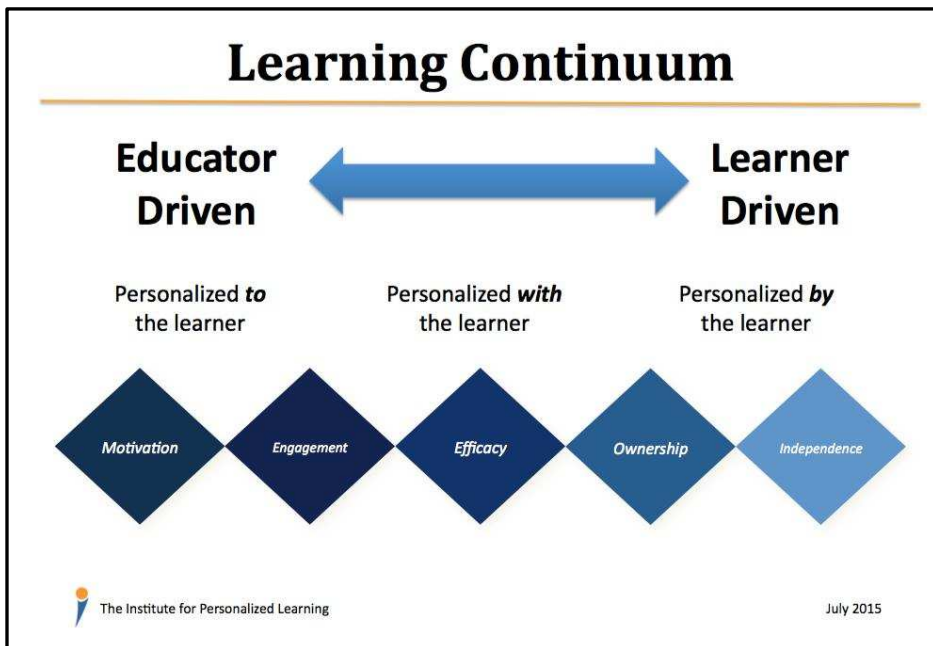 Learning Continuum
Educator
Driven
Learner
Driven
Personalized to
the learner
Personalized with
the learner
Personalized by
the learner
Motivation
Engagement
Efficacy
Ownership
Independence
The Institute for Personalized Learning
July 2015